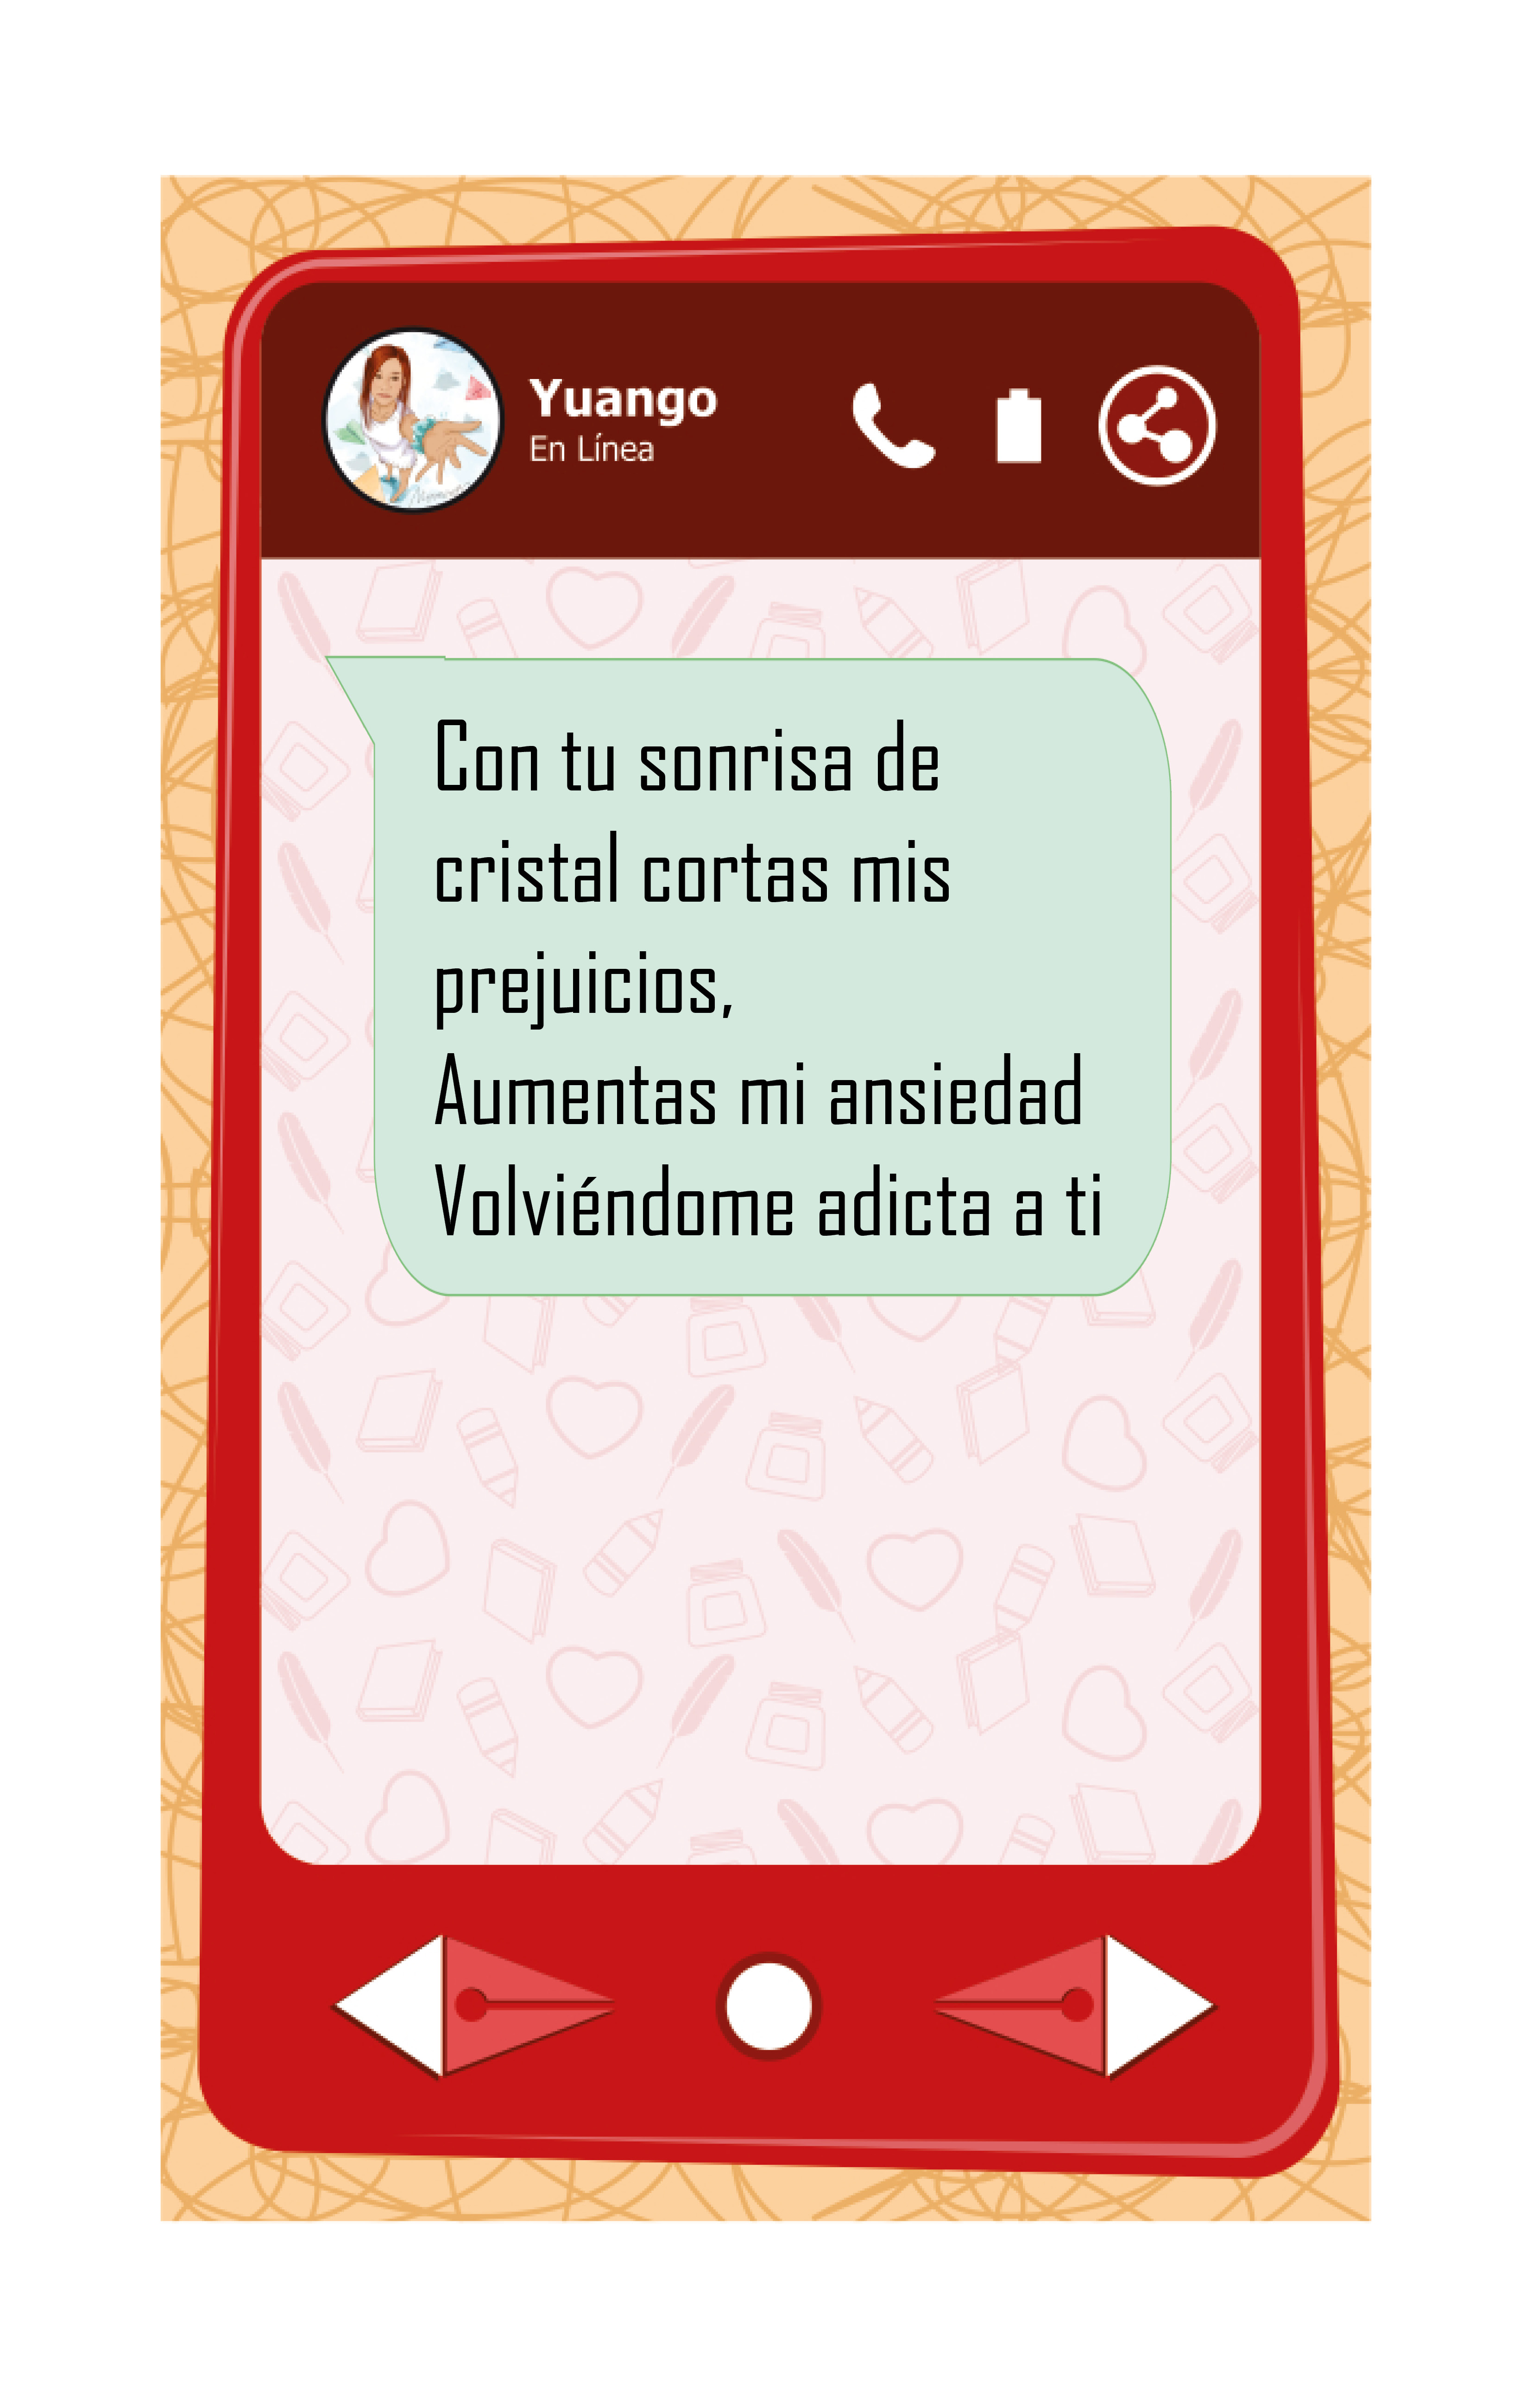 Yuango
En Línea
Con tu sonrisa de
cristal cortas mis
prejuicios,
Aumentas mi ansiedad
Volviéndome adicta a ti